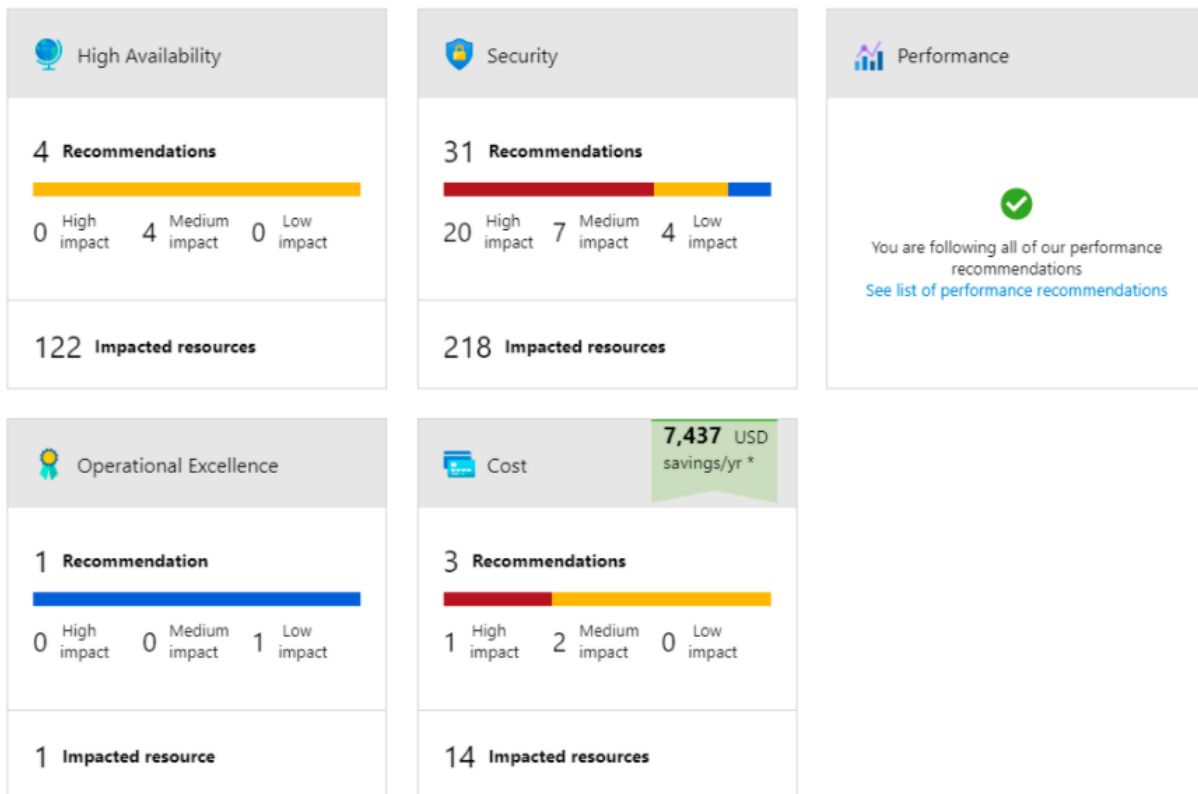 High Availability
4 Recommendations
0 High impact 4 Medium impact 0 Low impact
122 Impacted resources
Security
31 Recommendations
20 High impact 7 Medium impact 4 Low impact
218 Impacted resources
Performance
You are following all of our performance
recommendations
See list of performance recommendations
Operational Excellence
1 Recommendation
0 High impact 0 Medium impact 1 Low impact
1 Impacted resource
Cost
7,437 USD
savings/yr *
3 Recommendations
1 High impact 2 Medium impact 0 Low impact
14 Impacted resources